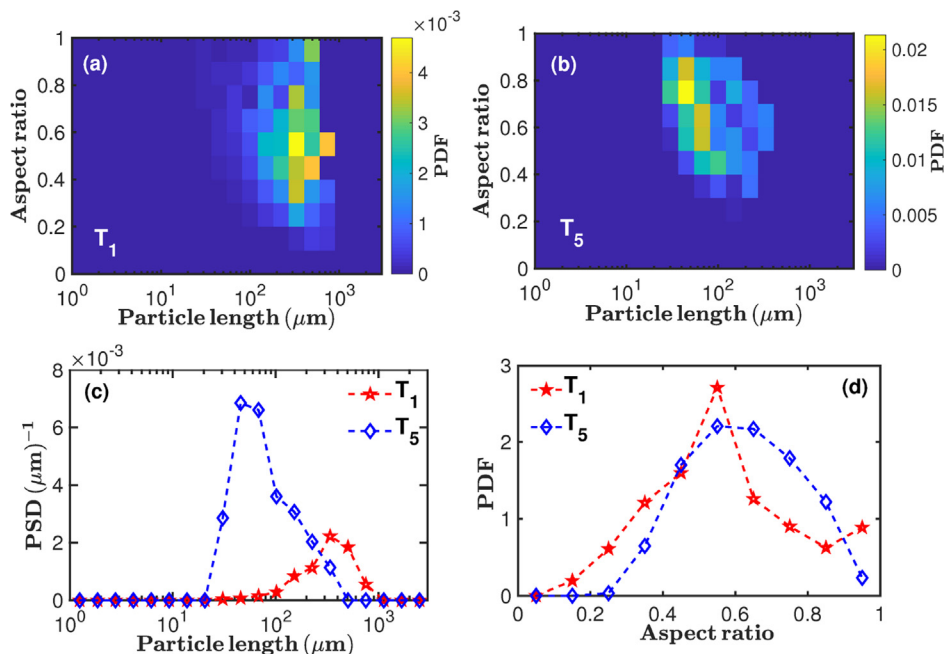 ×10⁻³
(a)
T₁
Aspect ratio
1
0.8
0.6
0.4
0.2
0
10⁰
10¹
10²
10³
Particle length (μm)
4
3
2
1
0
PDF
(b)
T₅
Aspect ratio
1
0.8
0.6
0.4
0.2
0
10⁰
10¹
10²
10³
Particle length (μm)
0.02
0.015
0.01
0.005
0
PDF
×10⁻³
(c)
T₁
T₅
PSD (μm)⁻¹
8
6
4
2
0
10⁰
10¹
10²
10³
Particle length (μm)
(d)
T₁
T₅
PDF
3
2
1
0
0
0.2
0.4
0.6
0.8
1
Aspect ratio